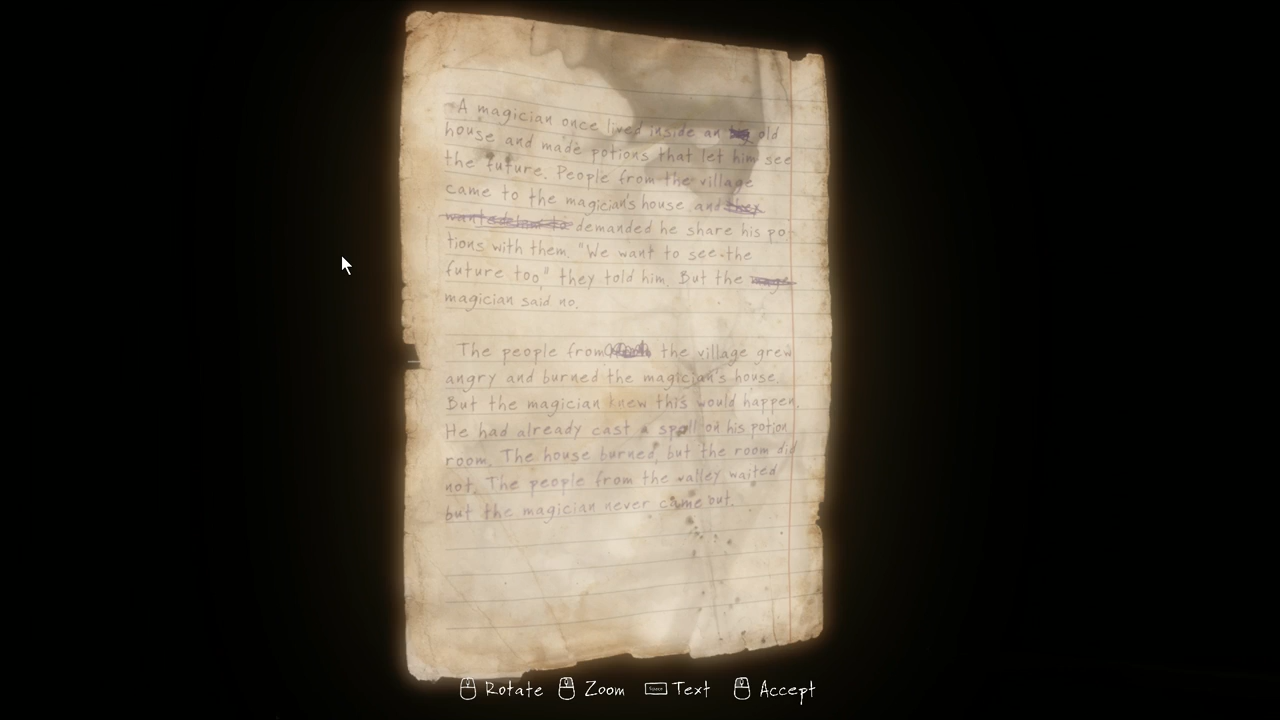 A magician once lived inside an old
house and made potions that let him see
the future. People from the village
came to the magician's house and they
wanted him to demanded he share his po-
tions with them. "We want to see the
future too" they told him. But the mage
magician said no.
The people from the village grew
angry and burned the magician's house.
But the magician knew this would happen.
He had already cast a spell on his potion
room. The house burned, but the room did
not. The people from the valley waited
but the magician never came out.
Rotate Zoom Text Accept